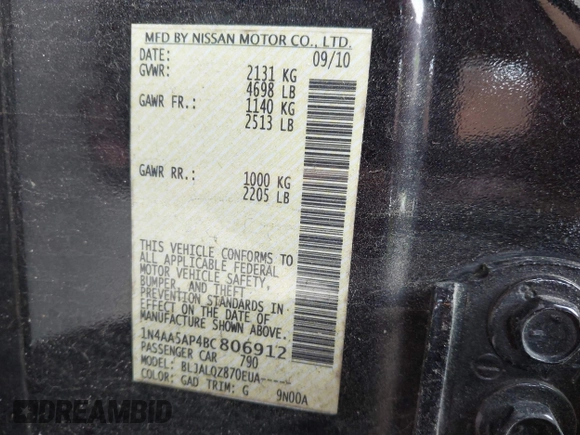 MFD BY NISSAN MOTOR CO., LTD.
DATE: 09/10
GVWR: 2131 KG
4698 LB
GAWR FR.: 1140 KG
2513 LB
GAWR RR.: 1000 KG
2205 LB
THIS VEHICLE CONFORMS TO
ALL APPLICABLE FEDERAL
MOTOR VEHICLE SAFETY,
BUMPER, AND THEFT
PREVENTION STANDARDS IN
EFFECT ON THE DATE OF
MANUFACTURE SHOWN ABOVE.
1N4AA5AP4BC806912
PASSENGER CAR 790
MODEL: BLJALQZ870EUA-----
COLOR: GAD TRIM: G 9N00A
DREAMBID